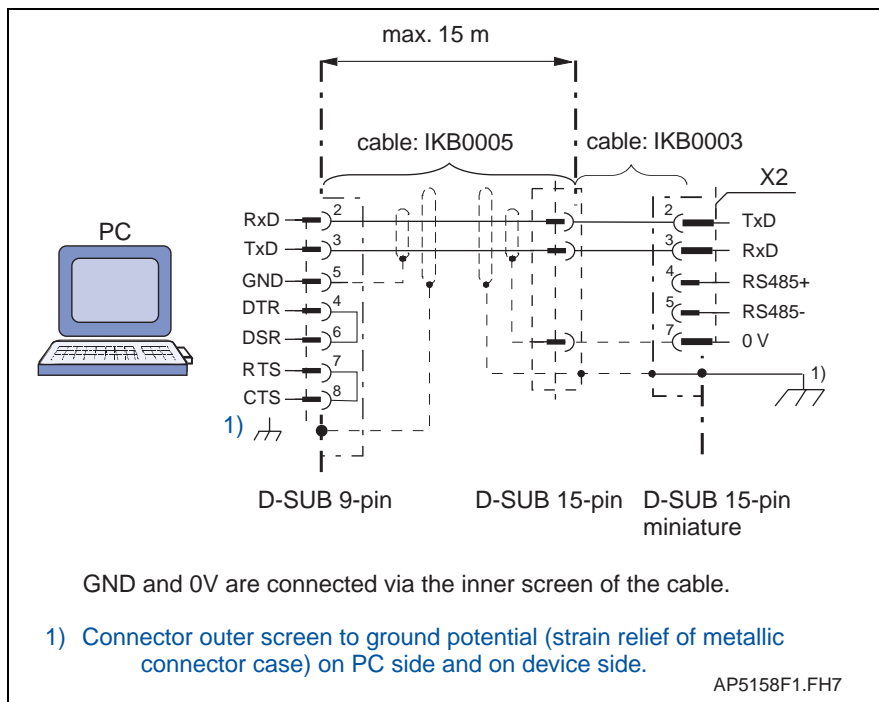 max. 15 m
cable: IKB0005
cable: IKB0003
X2
PC
RxD 2
TxD 3
GND 5
DTR 4
DSR 6
RTS 7
CTS 8
1)
2 TxD
3 RxD
4 RS485+
5 RS485-
7 0 V
1)
D-SUB 9-pin
D-SUB 15-pin
D-SUB 15-pin
miniature
GND and 0V are connected via the inner screen of the cable.
1) Connector outer screen to ground potential (strain relief of metallic
connector case) on PC side and on device side.
AP5158F1.FH7